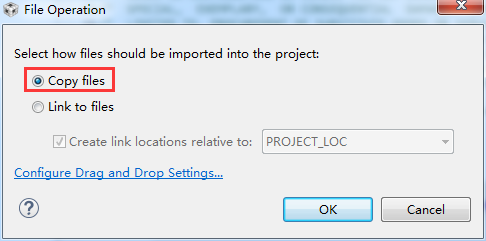 File Operation
Select how files should be imported into the project:
Copy files
Link to files
Create link locations relative to: PROJECT_LOC
Configure Drag and Drop Settings...
? OK Cancel